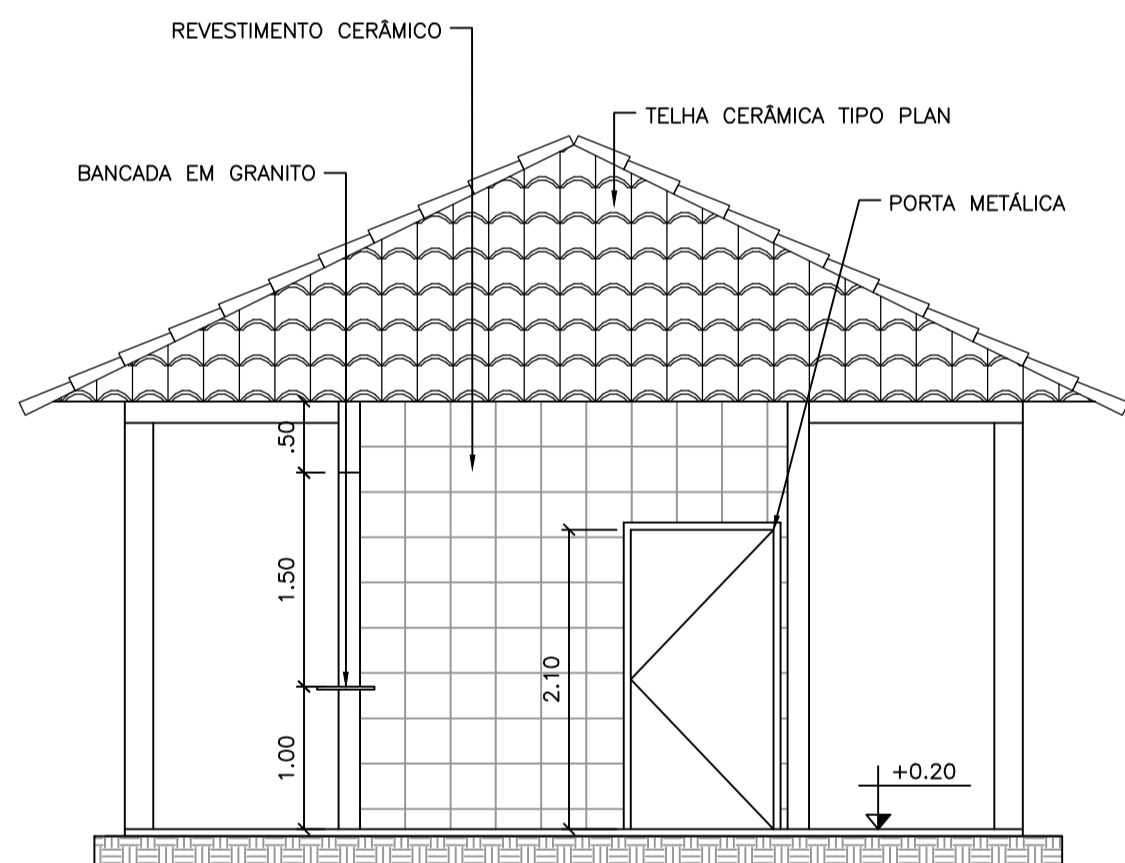 REVESTIMENTO CERÂMICO
TELHA CERÂMICA TIPO PLAN
BANCADA EM GRANITO
PORTA METÁLICA
.50
1.50
2.10
1.00
+0.20